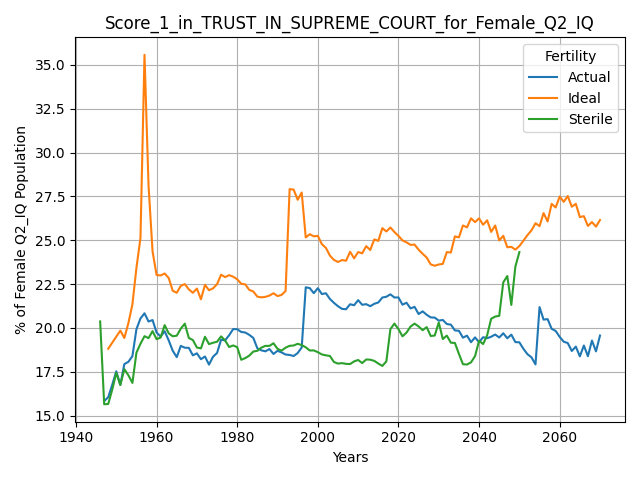 Score_1_in_TRUST_IN_SUPREME_COURT_for_Female_Q2_IQ
Fertility
Actual
Ideal
Sterile
% of Female Q2_IQ Population
35.0
32.5
30.0
27.5
25.0
22.5
20.0
17.5
15.0
1940
1960
1980
2000
2020
2040
2060
Years